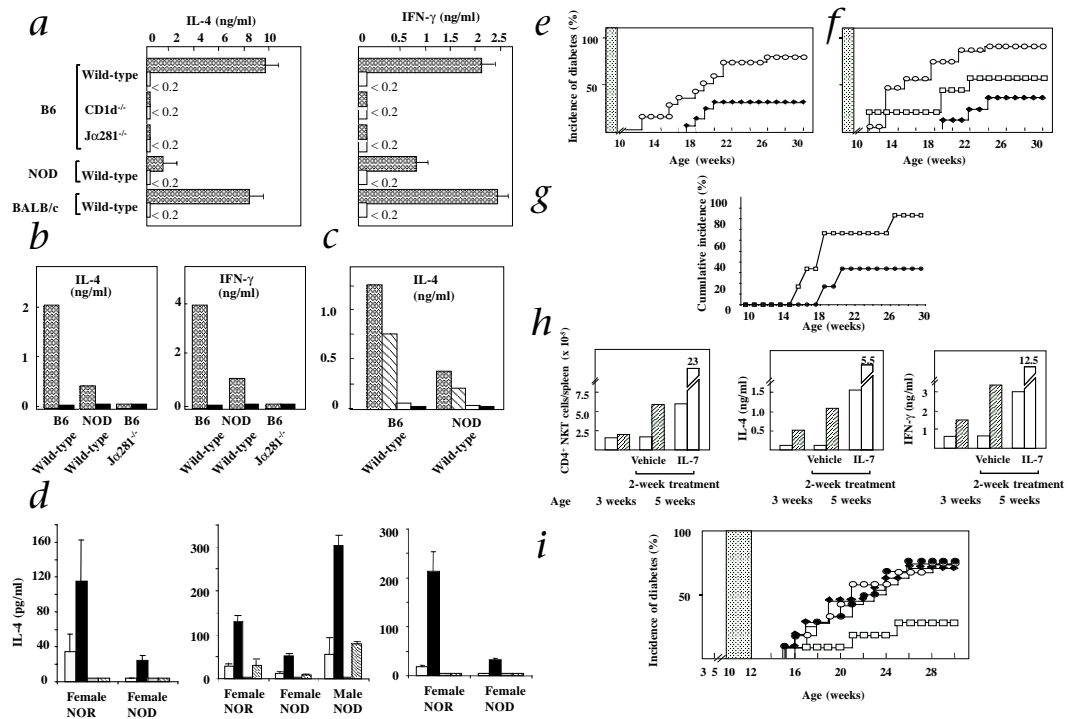 a
IL-4 (ng/ml)
0 2 4 6 8 10
IFN-γ (ng/ml)
0 0.5 1 1.5 2 2.5
B6
Wild-type
< 0.2
< 0.2
CD1d-/-
< 0.2
< 0.2
Jα281-/-
< 0.2
< 0.2
NOD
Wild-type
< 0.2
< 0.2
BALB/c
Wild-type
< 0.2
< 0.2
b
IL-4
(ng/ml)
2
1
0
B6
Wild-type
NOD
Wild-type
B6
Jα281-/-
IFN-γ
(ng/ml)
4
2
0
B6
Wild-type
NOD
Wild-type
B6
Jα281-/-
c
IL-4
(ng/ml)
1.0
0.5
0
B6
Wild-type
NOD
Wild-type
d
IL-4 (pg/ml)
160
120
80
40
0
Female
NOR
Female
NOD
300
200
100
0
Female
NOR
Female
NOD
Male
NOD
300
200
100
0
Female
NOR
Female
NOD
e
Incidence of diabetes (%)
100
50
10 14 18 22 26 30
Age (weeks)
f
100
50
10 14 18 22 26 30
Age (weeks)
g
Cumulative incidence (%)
100
80
60
40
20
0
10 14 18 22 26 30
Age (weeks)
h
CD4+ NKT cells/spleen (x 10-5)
7.5
5.0
2.5
23
Vehicle IL-7
2-week treatment
Age 3 weeks 5 weeks
IL-4 (ng/ml)
1.5
1.0
0.5
5.5
Vehicle IL-7
2-week treatment
3 weeks 5 weeks
IFN-γ (ng/ml)
3
2
1
12.5
Vehicle IL-7
2-week treatment
3 weeks 5 weeks
i
Incidence of diabetes (%)
100
50
3 5 10 12 16 20 24 28
Age (weeks)